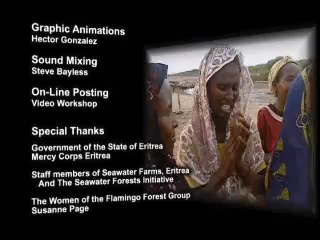 Graphic Animations
Hector Gonzalez
Sound Mixing
Steve Bayless
On-Line Posting
Video Workshop
Special Thanks
Government of the State of Eritrea
Mercy Corps Eritrea
Staff members of Seawater Farms, Eritrea
And The Seawater Forests Initiative
The Women of the Flamingo Forest Group
Susanne Page